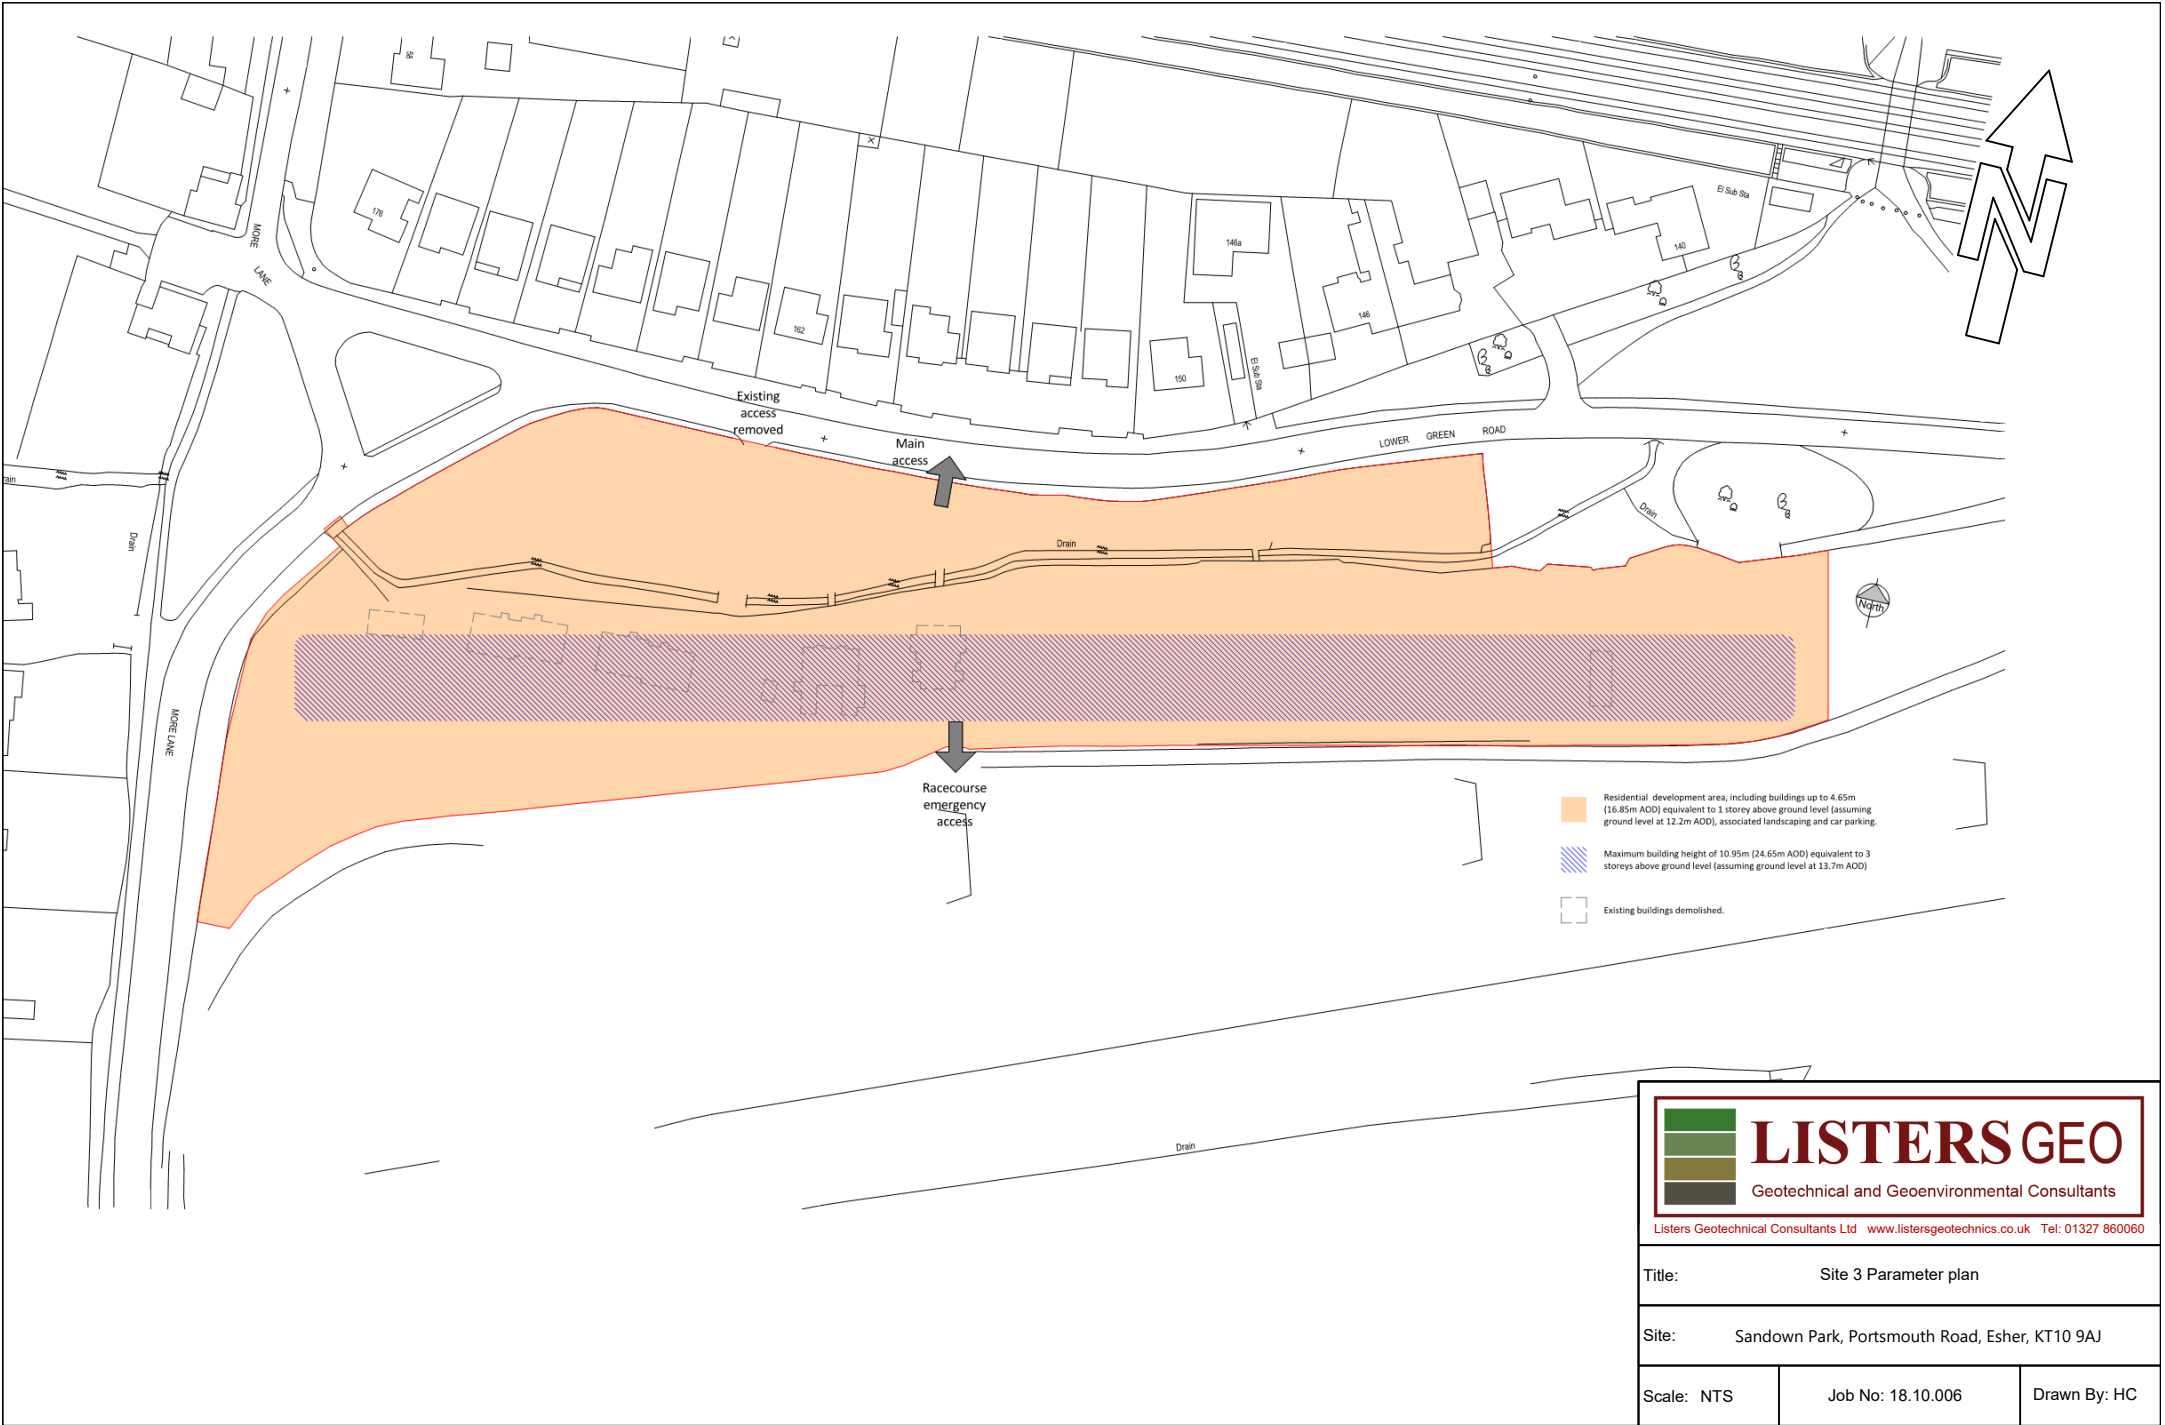 56
176
MORE
LANE
162
146a
El Sub Sta
140
146
150
El Sub Sta
Existing
access
removed
Main
access
LOWER GREEN ROAD
Drain
Drain
Drain
Drain
North
N
MORE LANE
Racecourse
emergency
access
Residential development area, including buildings up to 4.65m
(16.85m AOD) equivalent to 1 storey above ground level (assuming
ground level at 12.2m AOD), associated landscaping and car parking.
Maximum building height of 10.95m (24.65m AOD) equivalent to 3
storeys above ground level (assuming ground level at 13.7m AOD)
Existing buildings demolished.
Drain
LISTERS GEO
Geotechnical and Geoenvironmental Consultants
Listers Geotechnical Consultants Ltd www.listersgeotechnics.co.uk Tel: 01327 860060
Title: Site 3 Parameter plan
Site: Sandown Park, Portsmouth Road, Esher, KT10 9AJ
Scale: NTS
Job No: 18.10.006
Drawn By: HC